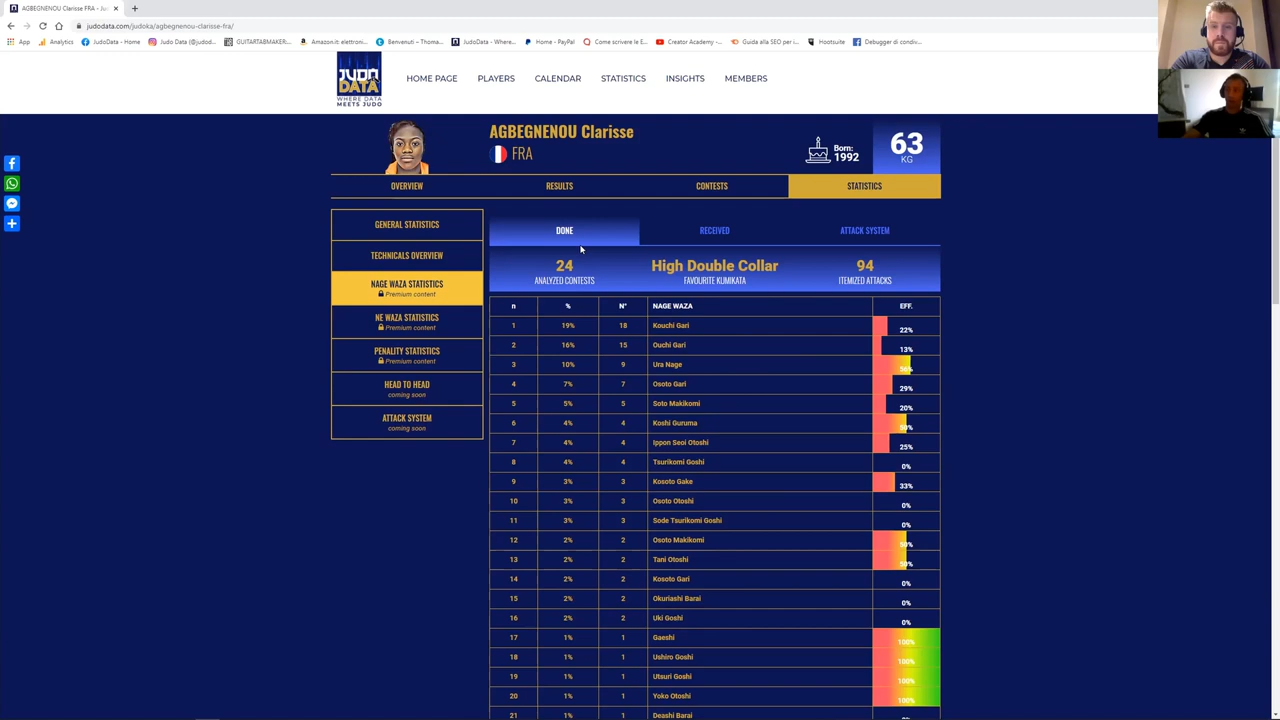 AGBEGNENOU Clarisse FRA - Ju
judodata.com/judoka/agbegnenou-clarisse-fra/
App
Analytics
JudoData - Home
Judo Data (@judod...
GUITARTABMAKER:...
Amazon.it: elettroni...
Benvenuti – Thoma...
JudoData - Where...
Home - PayPal
Come scrivere le E...
Creator Academy -...
Guida alla SEO per i...
Hootsuite
Debugger di condiv...
JUDO
DATA
WHERE DATA
MEETS JUDO
HOME PAGE
PLAYERS
CALENDAR
STATISTICS
INSIGHTS
MEMBERS
AGBEGNENOU Clarisse
FRA
Born:
1992
63
KG
OVERVIEW
RESULTS
CONTESTS
STATISTICS
GENERAL STATISTICS
TECHNICALS OVERVIEW
NAGE WAZA STATISTICS
Premium content
NE WAZA STATISTICS
Premium content
PENALITY STATISTICS
Premium content
HEAD TO HEAD
coming soon
ATTACK SYSTEM
coming soon
DONE
RECEIVED
ATTACK SYSTEM
24
ANALYZED CONTESTS
High Double Collar
FAVOURITE KUMIKATA
94
ITEMIZED ATTACKS
n % N° NAGE WAZA EFF.
1 19% 18 Kouchi Gari 22%
2 16% 15 Ouchi Gari 13%
3 10% 9 Ura Nage 56%
4 7% 7 Osoto Gari 29%
5 5% 5 Soto Makikomi 20%
6 4% 4 Koshi Guruma 50%
7 4% 4 Ippon Seoi Otoshi 25%
8 4% 4 Tsurikomi Goshi 0%
9 3% 3 Kosoto Gake 33%
10 3% 3 Osoto Otoshi 0%
11 3% 3 Sode Tsurikomi Goshi 0%
12 2% 2 Osoto Makikomi 50%
13 2% 2 Tani Otoshi 50%
14 2% 2 Kosoto Gari 0%
15 2% 2 Okuriashi Barai 0%
16 2% 2 Uki Goshi 0%
17 1% 1 Gaeshi 100%
18 1% 1 Ushiro Goshi 100%
19 1% 1 Utsuri Goshi 100%
20 1% 1 Yoko Otoshi 100%
21 1% 1 Deashi Barai